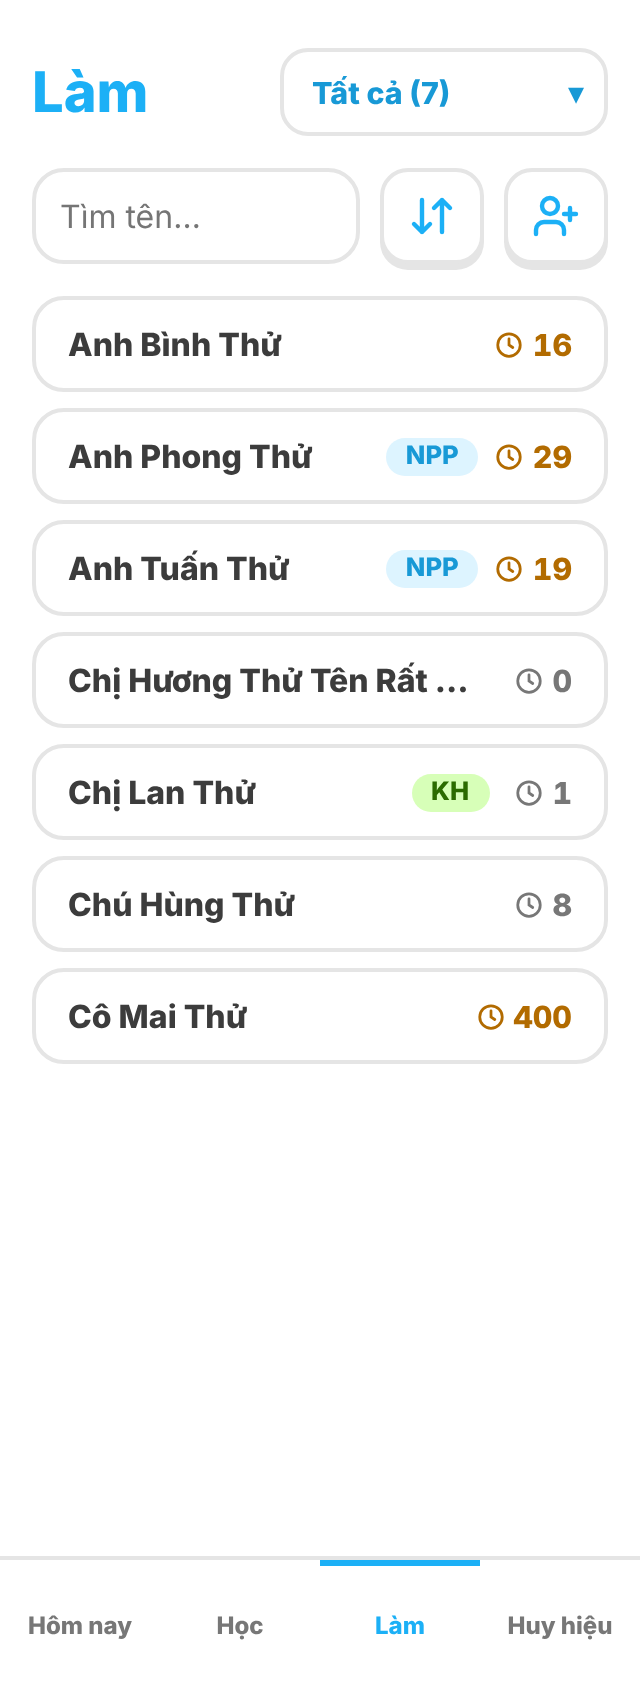 Làm
Tất cả (7) ▼
Tìm tên...
Anh Bình Thử 16
Anh Phong Thử NPP 29
Anh Tuấn Thử NPP 19
Chị Hương Thử Tên Rất ... 0
Chị Lan Thử KH 1
Chú Hùng Thử 8
Cô Mai Thử 400
Hôm nay Học Làm Huy hiệu